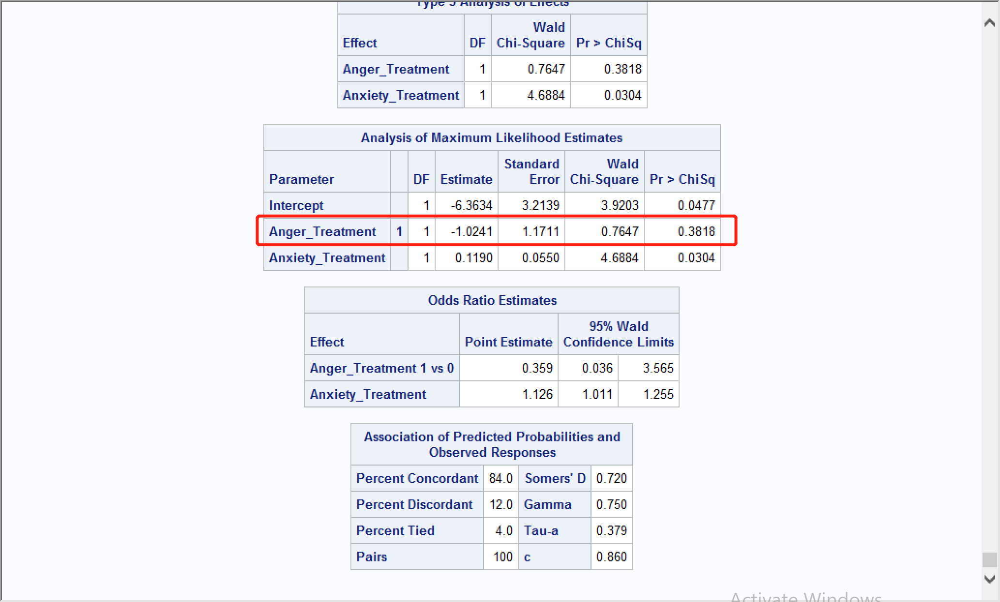 Type 3 Analysis of Effects
Effect DF Wald Chi-Square Pr > ChiSq
Anger_Treatment 1 0.7647 0.3818
Anxiety_Treatment 1 4.6884 0.0304
Analysis of Maximum Likelihood Estimates
Parameter DF Estimate Standard Error Wald Chi-Square Pr > ChiSq
Intercept 1 -6.3634 3.2139 3.9203 0.0477
Anger_Treatment 1 1 -1.0241 1.1711 0.7647 0.3818
Anxiety_Treatment 1 0.1190 0.0550 4.6884 0.0304
Odds Ratio Estimates
Effect Point Estimate 95% Wald Confidence Limits
Anger_Treatment 1 vs 0 0.359 0.036 3.565
Anxiety_Treatment 1.126 1.011 1.255
Association of Predicted Probabilities and
Observed Responses
Percent Concordant 84.0 Somers' D 0.720
Percent Discordant 12.0 Gamma 0.750
Percent Tied 4.0 Tau-a 0.379
Pairs 100 c 0.860
Activate Windows